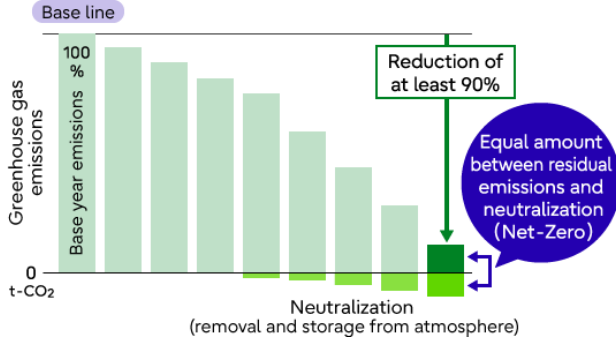 Base line
100
%
Base year emissions
Greenhouse gas
emissions
Reduction of
at least 90%
Equal amount
between residual
emissions and
neutralization
(Net-Zero)
0
t-CO₂
Neutralization
(removal and storage from atmosphere)